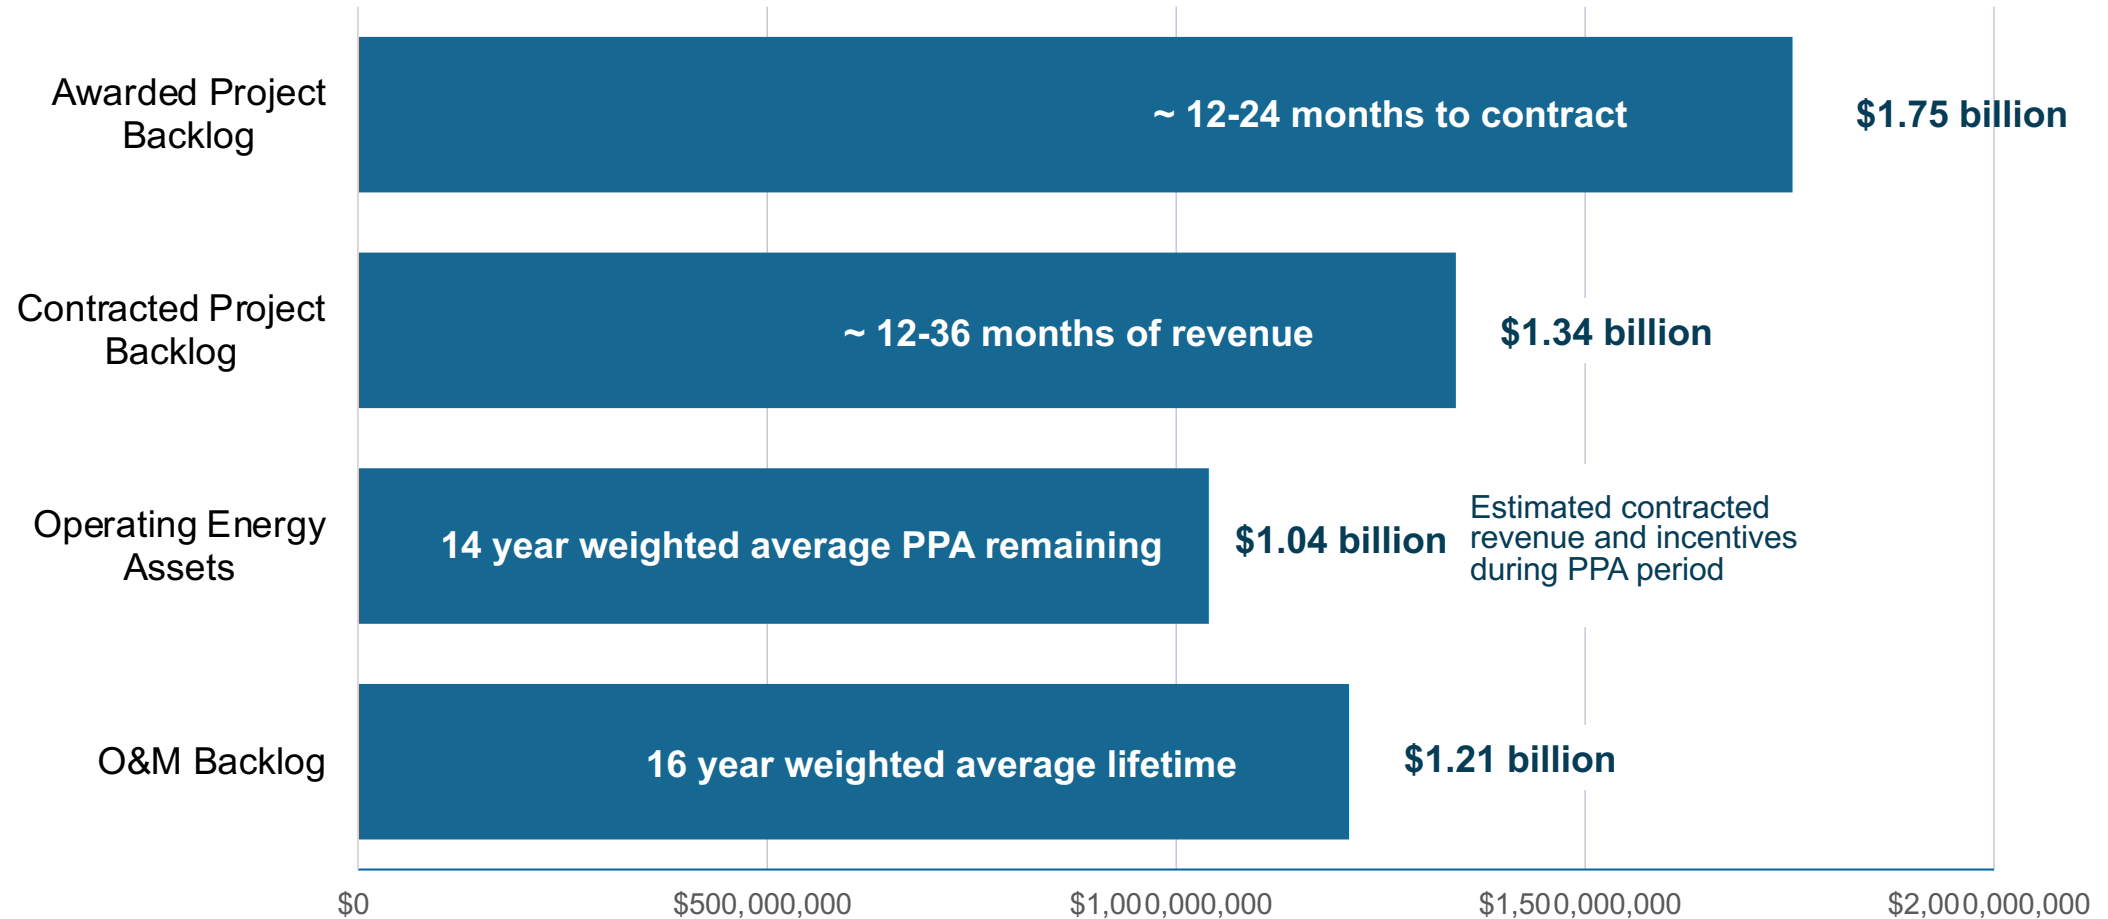 Awarded Project
Backlog
~ 12-24 months to contract
$1.75 billion
Contracted Project
Backlog
~ 12-36 months of revenue
$1.34 billion
Operating Energy
Assets
14 year weighted average PPA remaining
$1.04 billion
Estimated contracted
revenue and incentives
during PPA period
O&M Backlog
16 year weighted average lifetime
$1.21 billion
$0
$500,000,000
$1,000,000,000
$1,500,000,000
$2,000,000,000